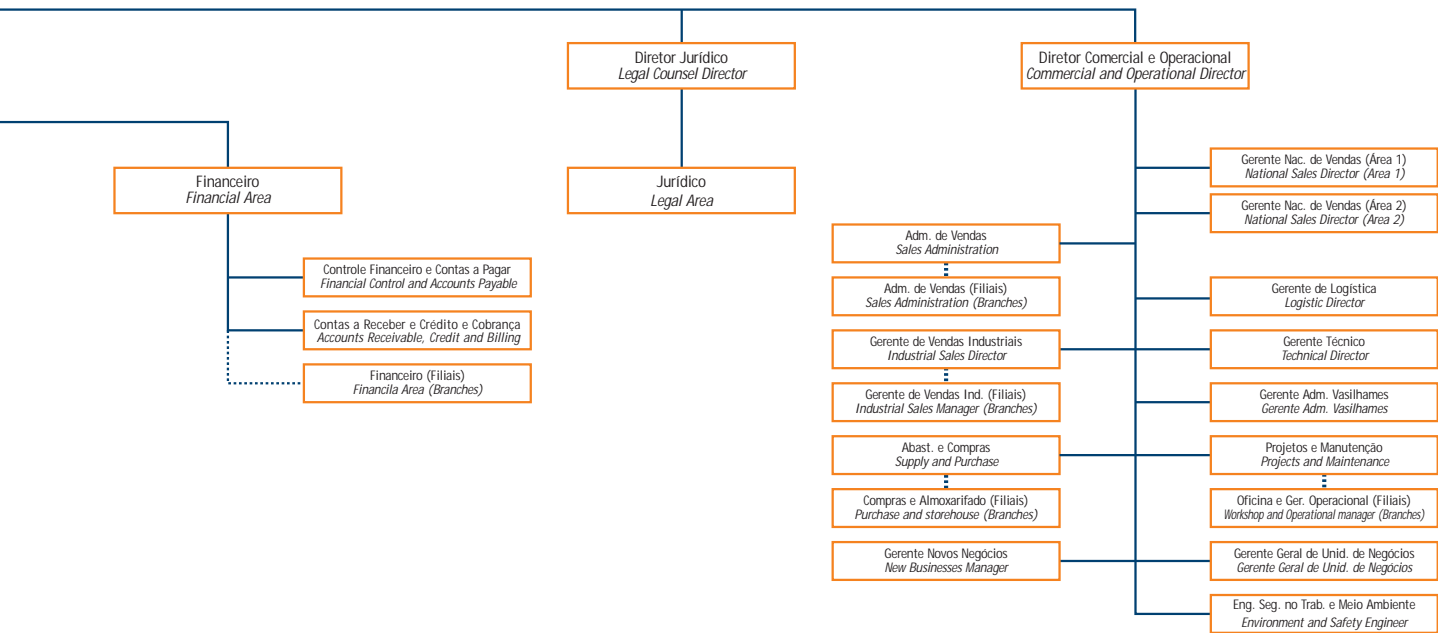 Diretor Jurídico
Legal Counsel Director
Diretor Comercial e Operacional
Commercial and Operational Director
Financeiro
Financial Area
Jurídico
Legal Area
Controle Financeiro e Contas a Pagar
Financial Control and Accounts Payable
Contas a Receber e Crédito e Cobrança
Accounts Receivable, Credit and Billing
Financeiro (Filiais)
Financila Area (Branches)
Adm. de Vendas
Sales Administration
Adm. de Vendas (Filiais)
Sales Administration (Branches)
Gerente de Vendas Industriais
Industrial Sales Director
Gerente de Vendas Ind. (Filiais)
Industrial Sales Manager (Branches)
Abast. e Compras
Supply and Purchase
Compras e Almoxarifado (Filiais)
Purchase and storehouse (Branches)
Gerente Novos Negócios
New Businesses Manager
Gerente Nac. de Vendas (Área 1)
National Sales Director (Area 1)
Gerente Nac. de Vendas (Área 2)
National Sales Director (Area 2)
Gerente de Logística
Logistic Director
Gerente Técnico
Technical Director
Gerente Adm. Vasilhames
Gerente Adm. Vasilhames
Projetos e Manutenção
Projects and Maintenance
Oficina e Ger. Operacional (Filiais)
Workshop and Operational manager (Branches)
Gerente Geral de Unid. de Negócios
Gerente Geral de Unid. de Negócios
Eng. Seg. no Trab. e Meio Ambiente
Environment and Safety Engineer